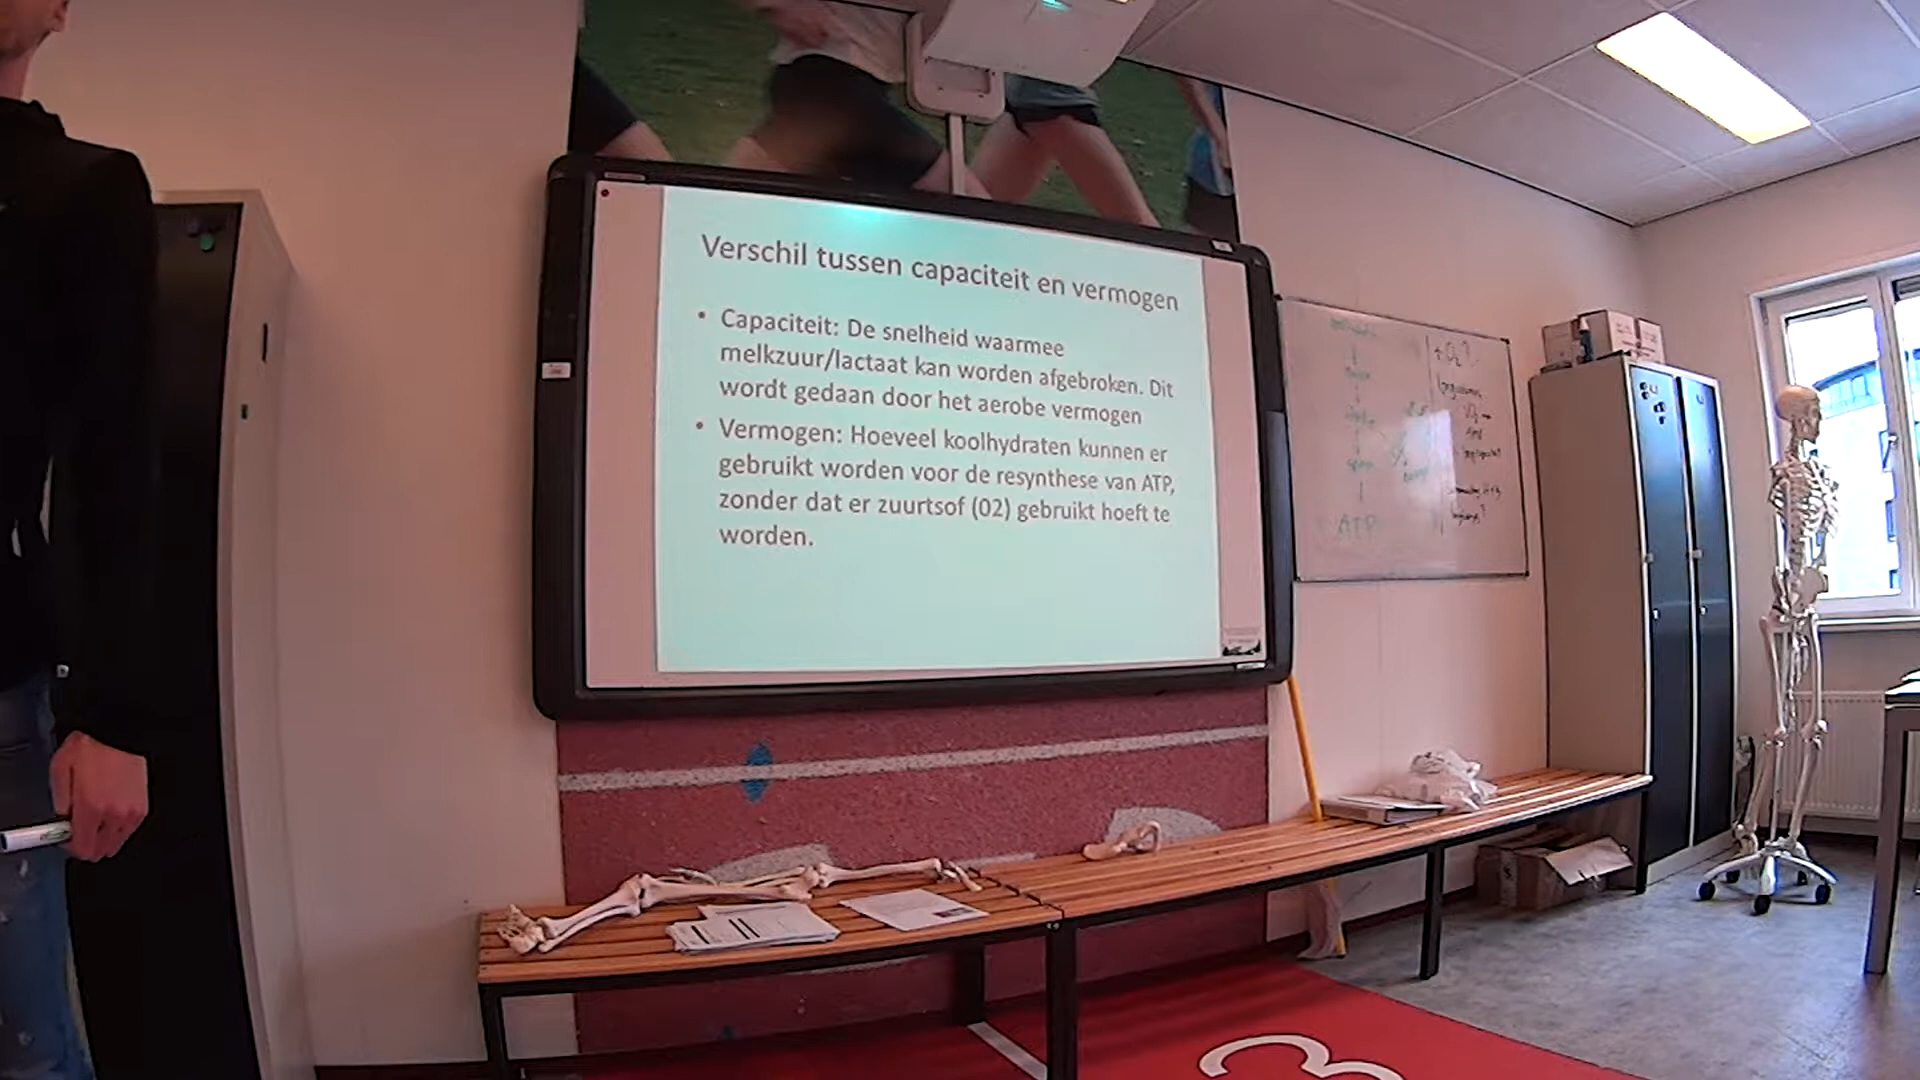 Verschil tussen capaciteit en vermogen
• Capaciteit: De snelheid waarmee
melkzuur/lactaat kan worden afgebroken. Dit
wordt gedaan door het aerobe vermogen
• Vermogen: Hoeveel koolhydraten kunnen er
gebruikt worden voor de resynthese van ATP,
zonder dat er zuurtsof (02) gebruikt hoeft te
worden.
+O₂?
ATP
3